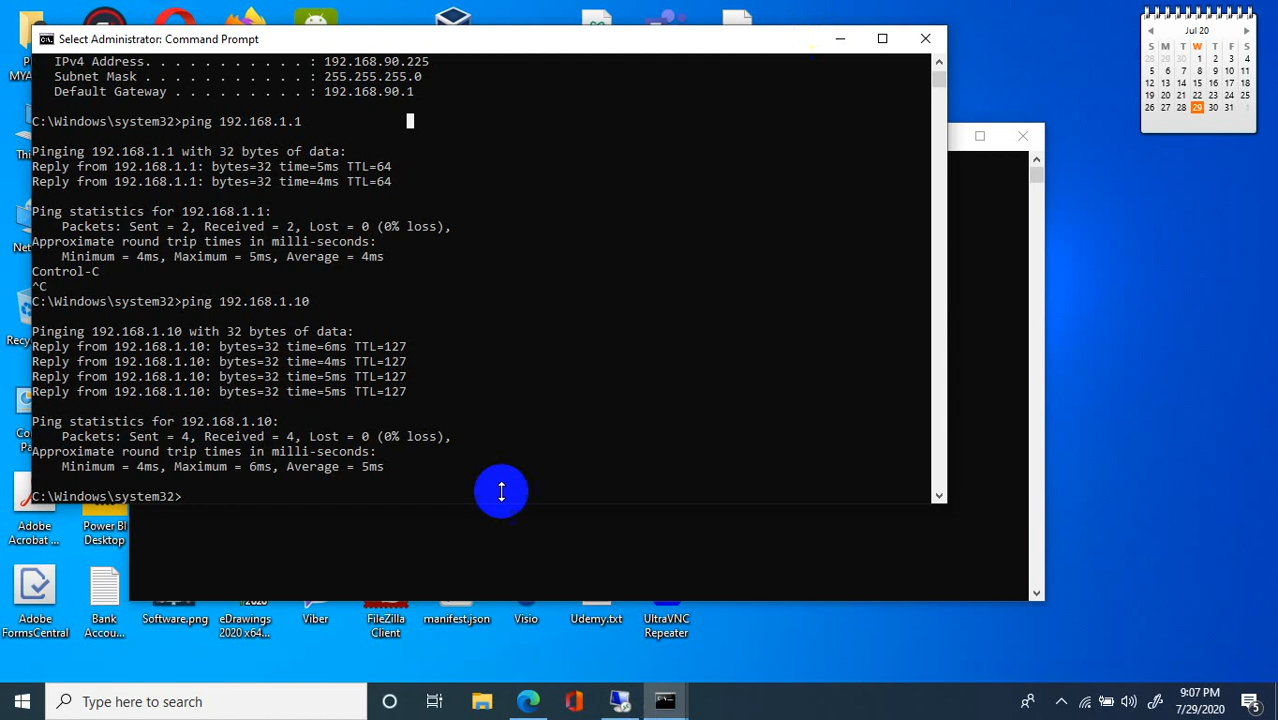 Select Administrator: Command Prompt
IPv4 Address. . . . . . . . . . . : 192.168.90.225
Subnet Mask . . . . . . . . . . . : 255.255.255.0
Default Gateway . . . . . . . . . : 192.168.90.1
C:\Windows\system32>ping 192.168.1.1
Pinging 192.168.1.1 with 32 bytes of data:
Reply from 192.168.1.1: bytes=32 time=5ms TTL=64
Reply from 192.168.1.1: bytes=32 time=4ms TTL=64
Ping statistics for 192.168.1.1:
Packets: Sent = 2, Received = 2, Lost = 0 (0% loss),
Approximate round trip times in milli-seconds:
Minimum = 4ms, Maximum = 5ms, Average = 4ms
Control-C
^C
C:\Windows\system32>ping 192.168.1.10
Pinging 192.168.1.10 with 32 bytes of data:
Reply from 192.168.1.10: bytes=32 time=6ms TTL=127
Reply from 192.168.1.10: bytes=32 time=4ms TTL=127
Reply from 192.168.1.10: bytes=32 time=5ms TTL=127
Reply from 192.168.1.10: bytes=32 time=5ms TTL=127
Ping statistics for 192.168.1.10:
Packets: Sent = 4, Received = 4, Lost = 0 (0% loss),
Approximate round trip times in milli-seconds:
Minimum = 4ms, Maximum = 6ms, Average = 5ms
C:\Windows\system32>
Jul 20
S M T W T F S
28 29 30 1 2 3 4
5 6 7 8 9 10 11
12 13 14 15 16 17 18
19 20 21 22 23 24 25
26 27 28 29 30 31 1
Adobe
Acrobat
Power BI
Desktop
Adobe
FormsCentral
Bank
Accou...
Software.png
eDrawings
2020 x64...
Viber
FileZilla
Client
manifest.json
Visio
Udemy.txt
UltraVNC
Repeater
Type here to search
9:07 PM
7/29/2020
5